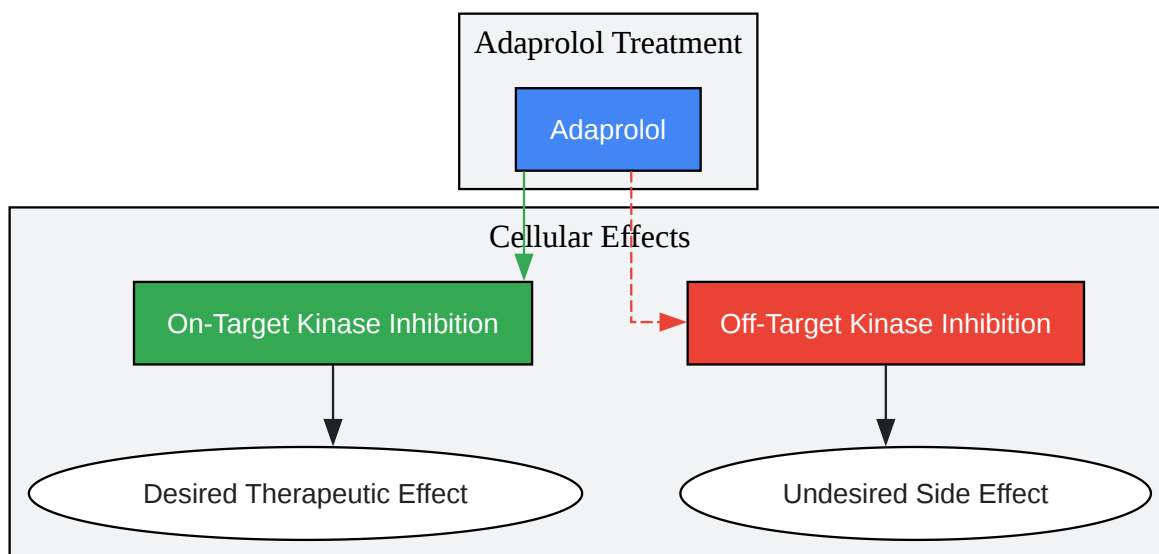 Adaprolol Treatment
Adaprolol
Cellular Effects
On-Target Kinase Inhibition
Off-Target Kinase Inhibition
Desired Therapeutic Effect
Undesired Side Effect